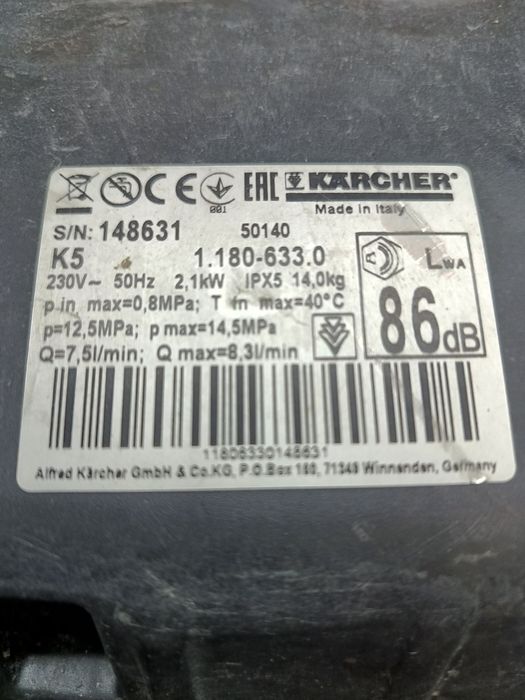 001 EAC KÄRCHER®
Made in Italy
S/N: 148631 50140
K5 1.180-633.0
230V~ 50Hz 2,1kW IPX5 14,0kg
p in max=0,8MPa; T in max=40°C
p=12,5MPa; p max=14,5MPa
Q=7,5l/min; Q max=8,3l/min
LWA
86dB
11806330148631
Alfred Kärcher GmbH & Co.KG, P.O.Box 160, 71349 Winnenden, Germany